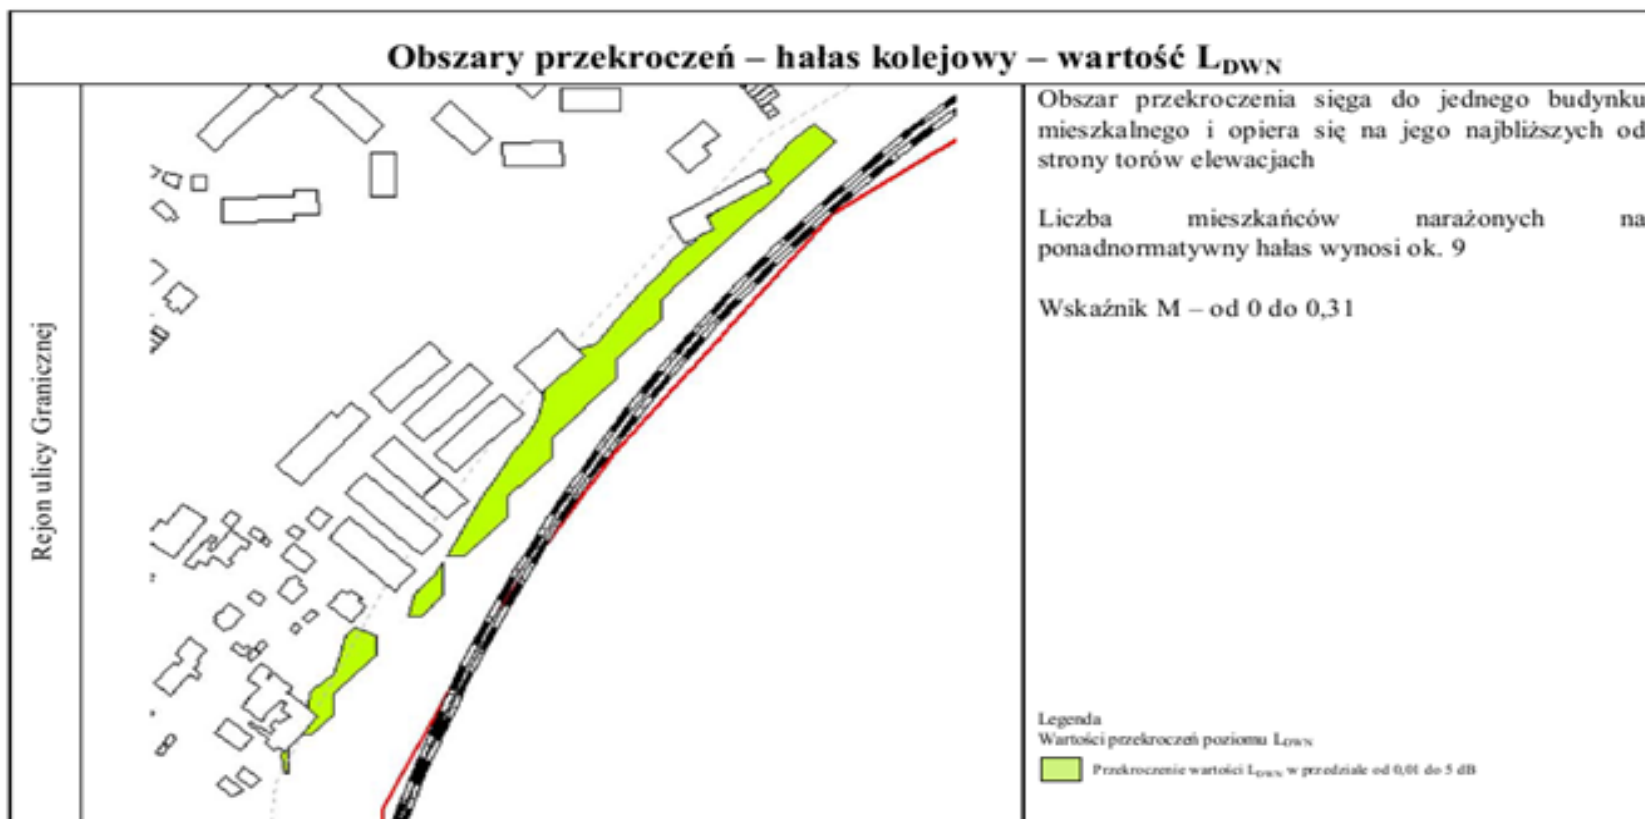 Obszary przekroczeń – hałas kolejowy – wartość LDWN
Rejon ulicy Granicznej
Obszar przekroczenia sięga do jednego budynku
mieszkalnego i opiera się na jego najbliższych od
strony torów elewacjach
Liczba mieszkańców narażonych na
ponadnormatywny hałas wynosi ok. 9
Wskaźnik M – od 0 do 0,31
Legenda
Wartości przekroczeń poziomu LDWN
Przekroczenie wartości LDWN w przedziale od 0,01 do 5 dB